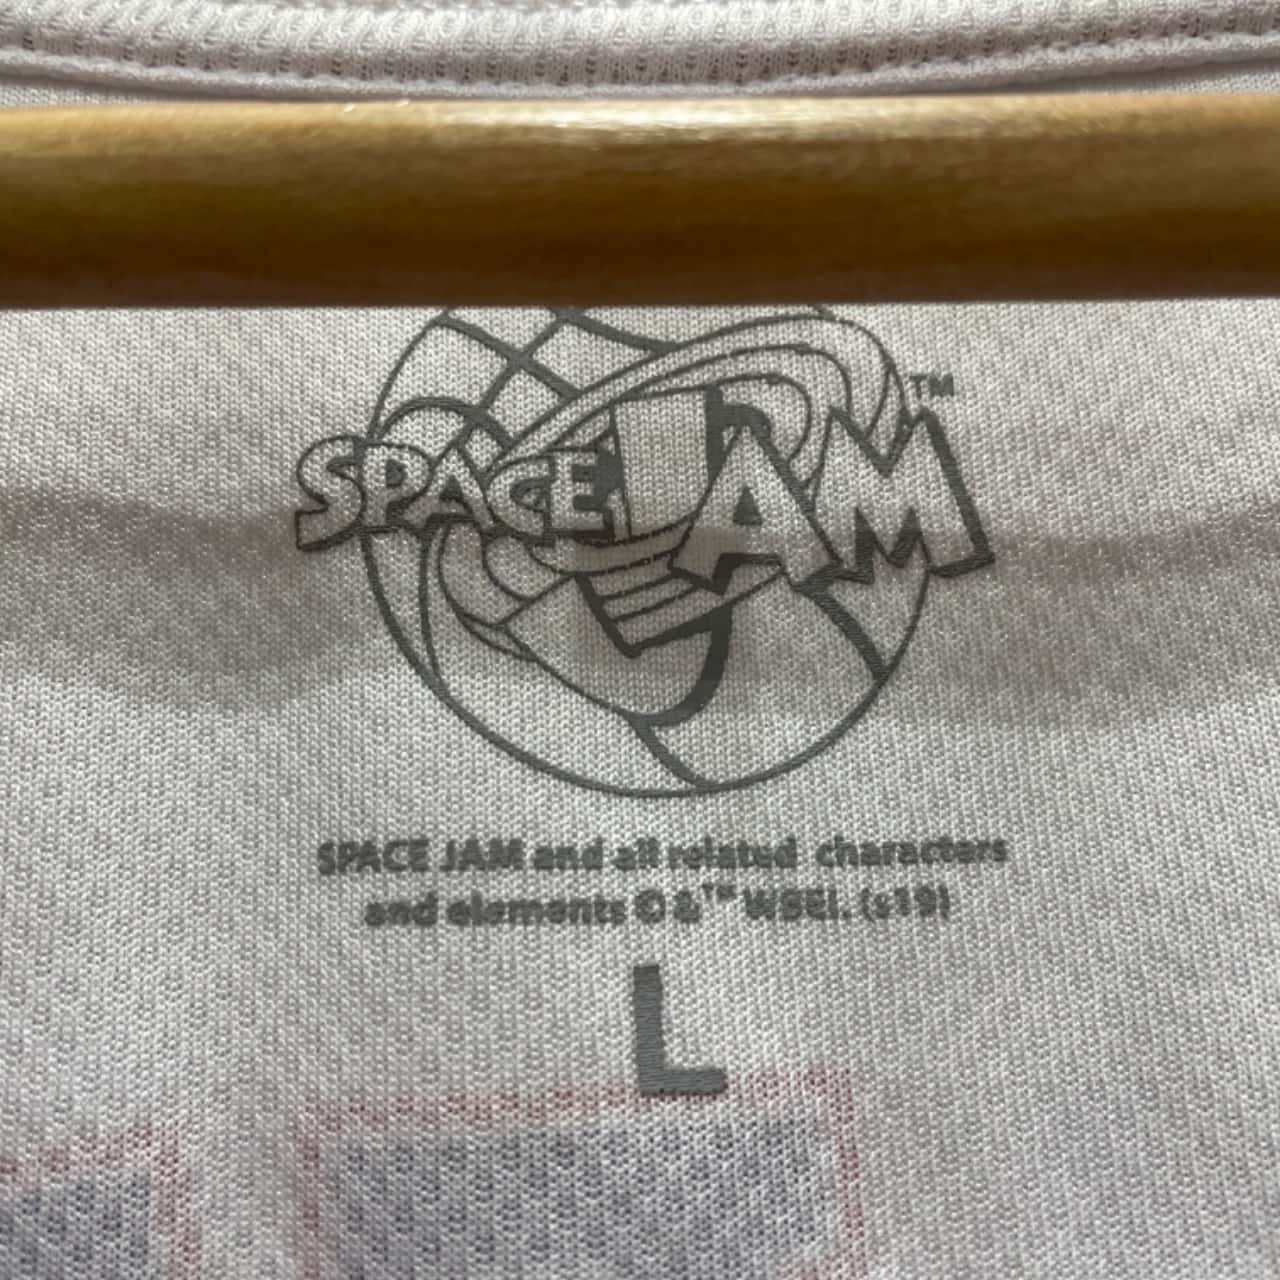 SPACE JAM™
SPACE JAM and all related characters
and elements © & ™ WBEI. (s19)
L